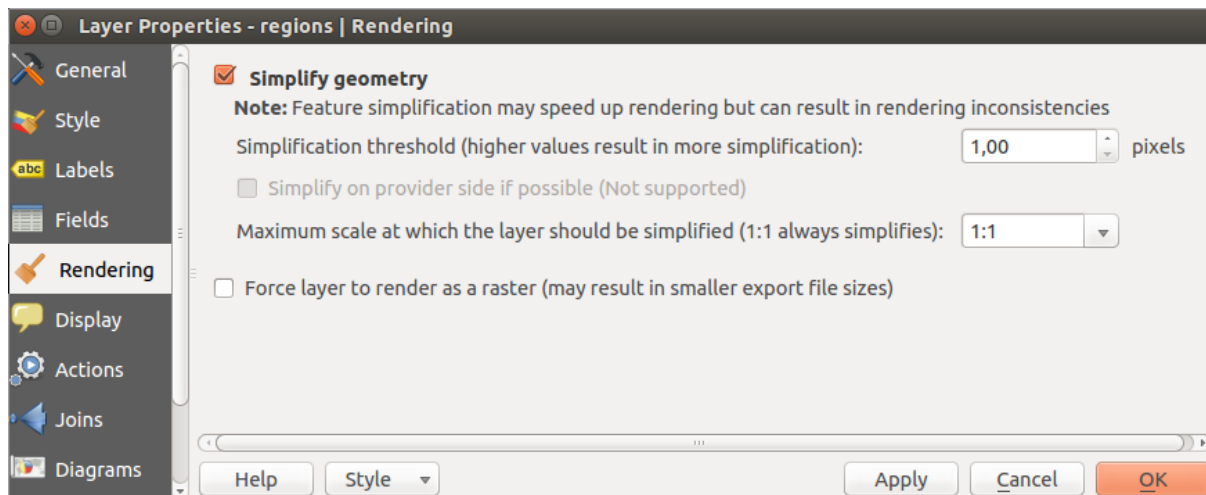 Layer Properties - regions | Rendering
General
Style
abc Labels
Fields
Rendering
Display
Actions
Joins
Diagrams
Simplify geometry
Note: Feature simplification may speed up rendering but can result in rendering inconsistencies
Simplification threshold (higher values result in more simplification): 1,00 pixels
Simplify on provider side if possible (Not supported)
Maximum scale at which the layer should be simplified (1:1 always simplifies): 1:1
Force layer to render as a raster (may result in smaller export file sizes)
Help Style Apply Cancel OK